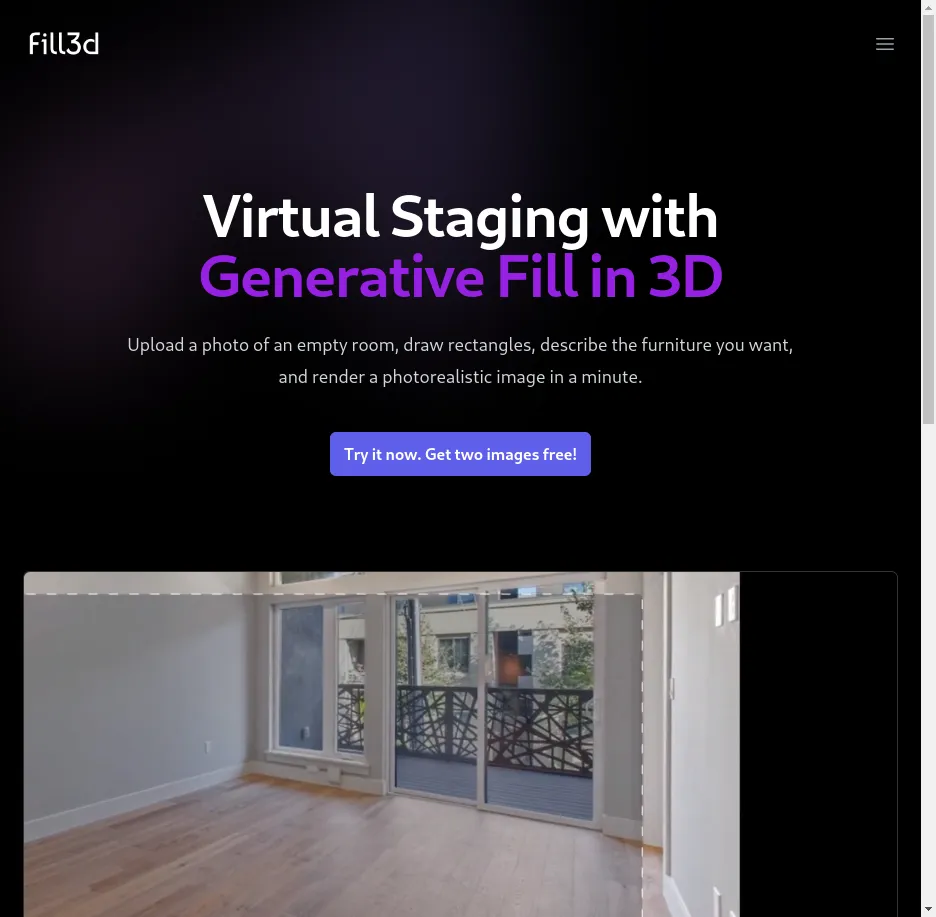 Fill3d
Virtual Staging with
Generative Fill in 3D
Upload a photo of an empty room, draw rectangles, describe the furniture you want,
and render a photorealistic image in a minute.
Try it now. Get two images free!